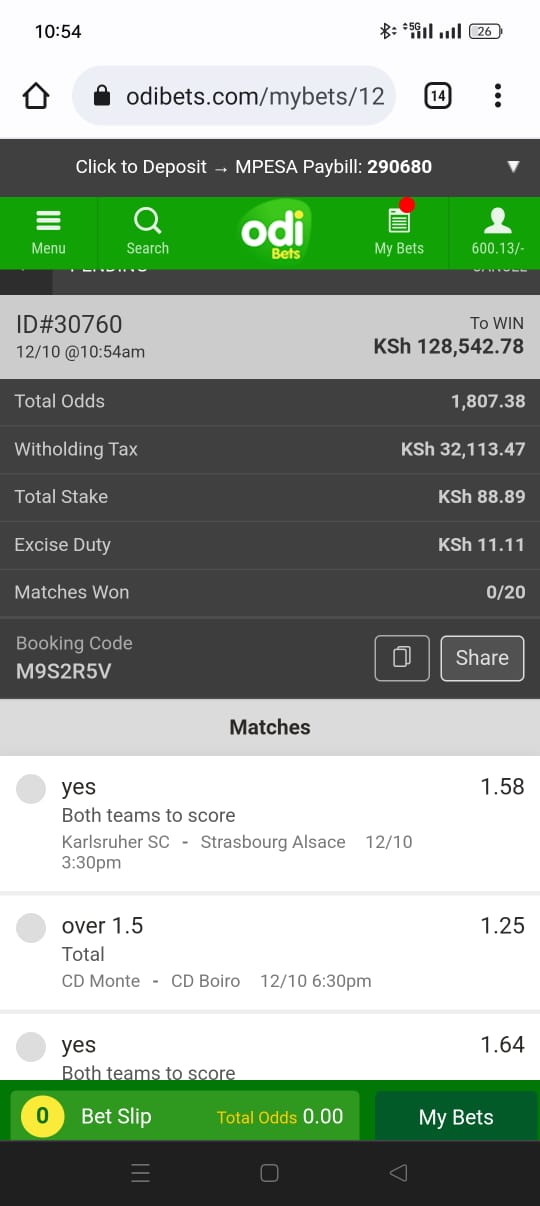 10:54
5G
26
odibets.com/mybets/12
14
Click to Deposit → MPESA Paybill: 290680
Menu
Search
odi
Bets
My Bets
600.13/-
PENDING
CANCEL
ID#30760
To WIN
12/10 @10:54am
KSh 128,542.78
Total Odds 1,807.38
Witholding Tax KSh 32,113.47
Total Stake KSh 88.89
Excise Duty KSh 11.11
Matches Won 0/20
Booking Code
M9S2R5V
Share
Matches
yes 1.58
Both teams to score
Karlsruher SC - Strasbourg Alsace 12/10
3:30pm
over 1.5 1.25
Total
CD Monte - CD Boiro 12/10 6:30pm
yes 1.64
Both teams to score
0 Bet Slip Total Odds 0.00 My Bets